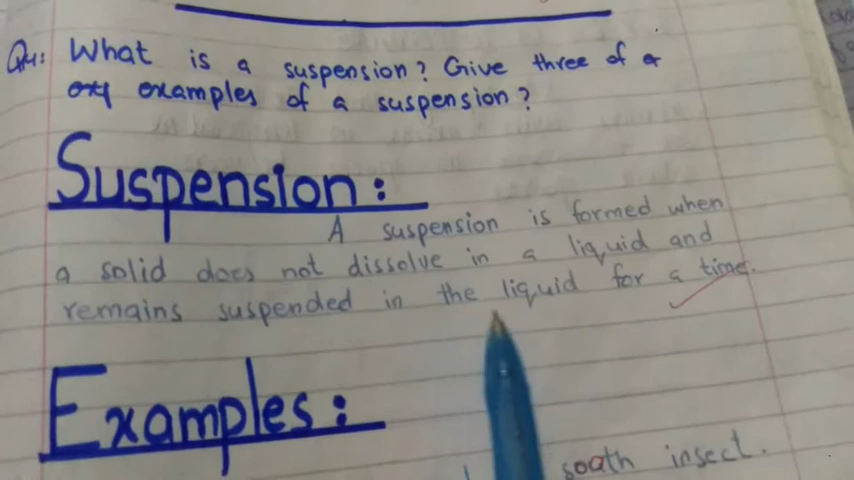 Q4: What is a suspension? Give three of a
examples of a suspension?
Suspension:
A suspension is formed when
a solid does not dissolve in a liquid and
remains suspended in the liquid for a time.
Examples:
sooth insect.